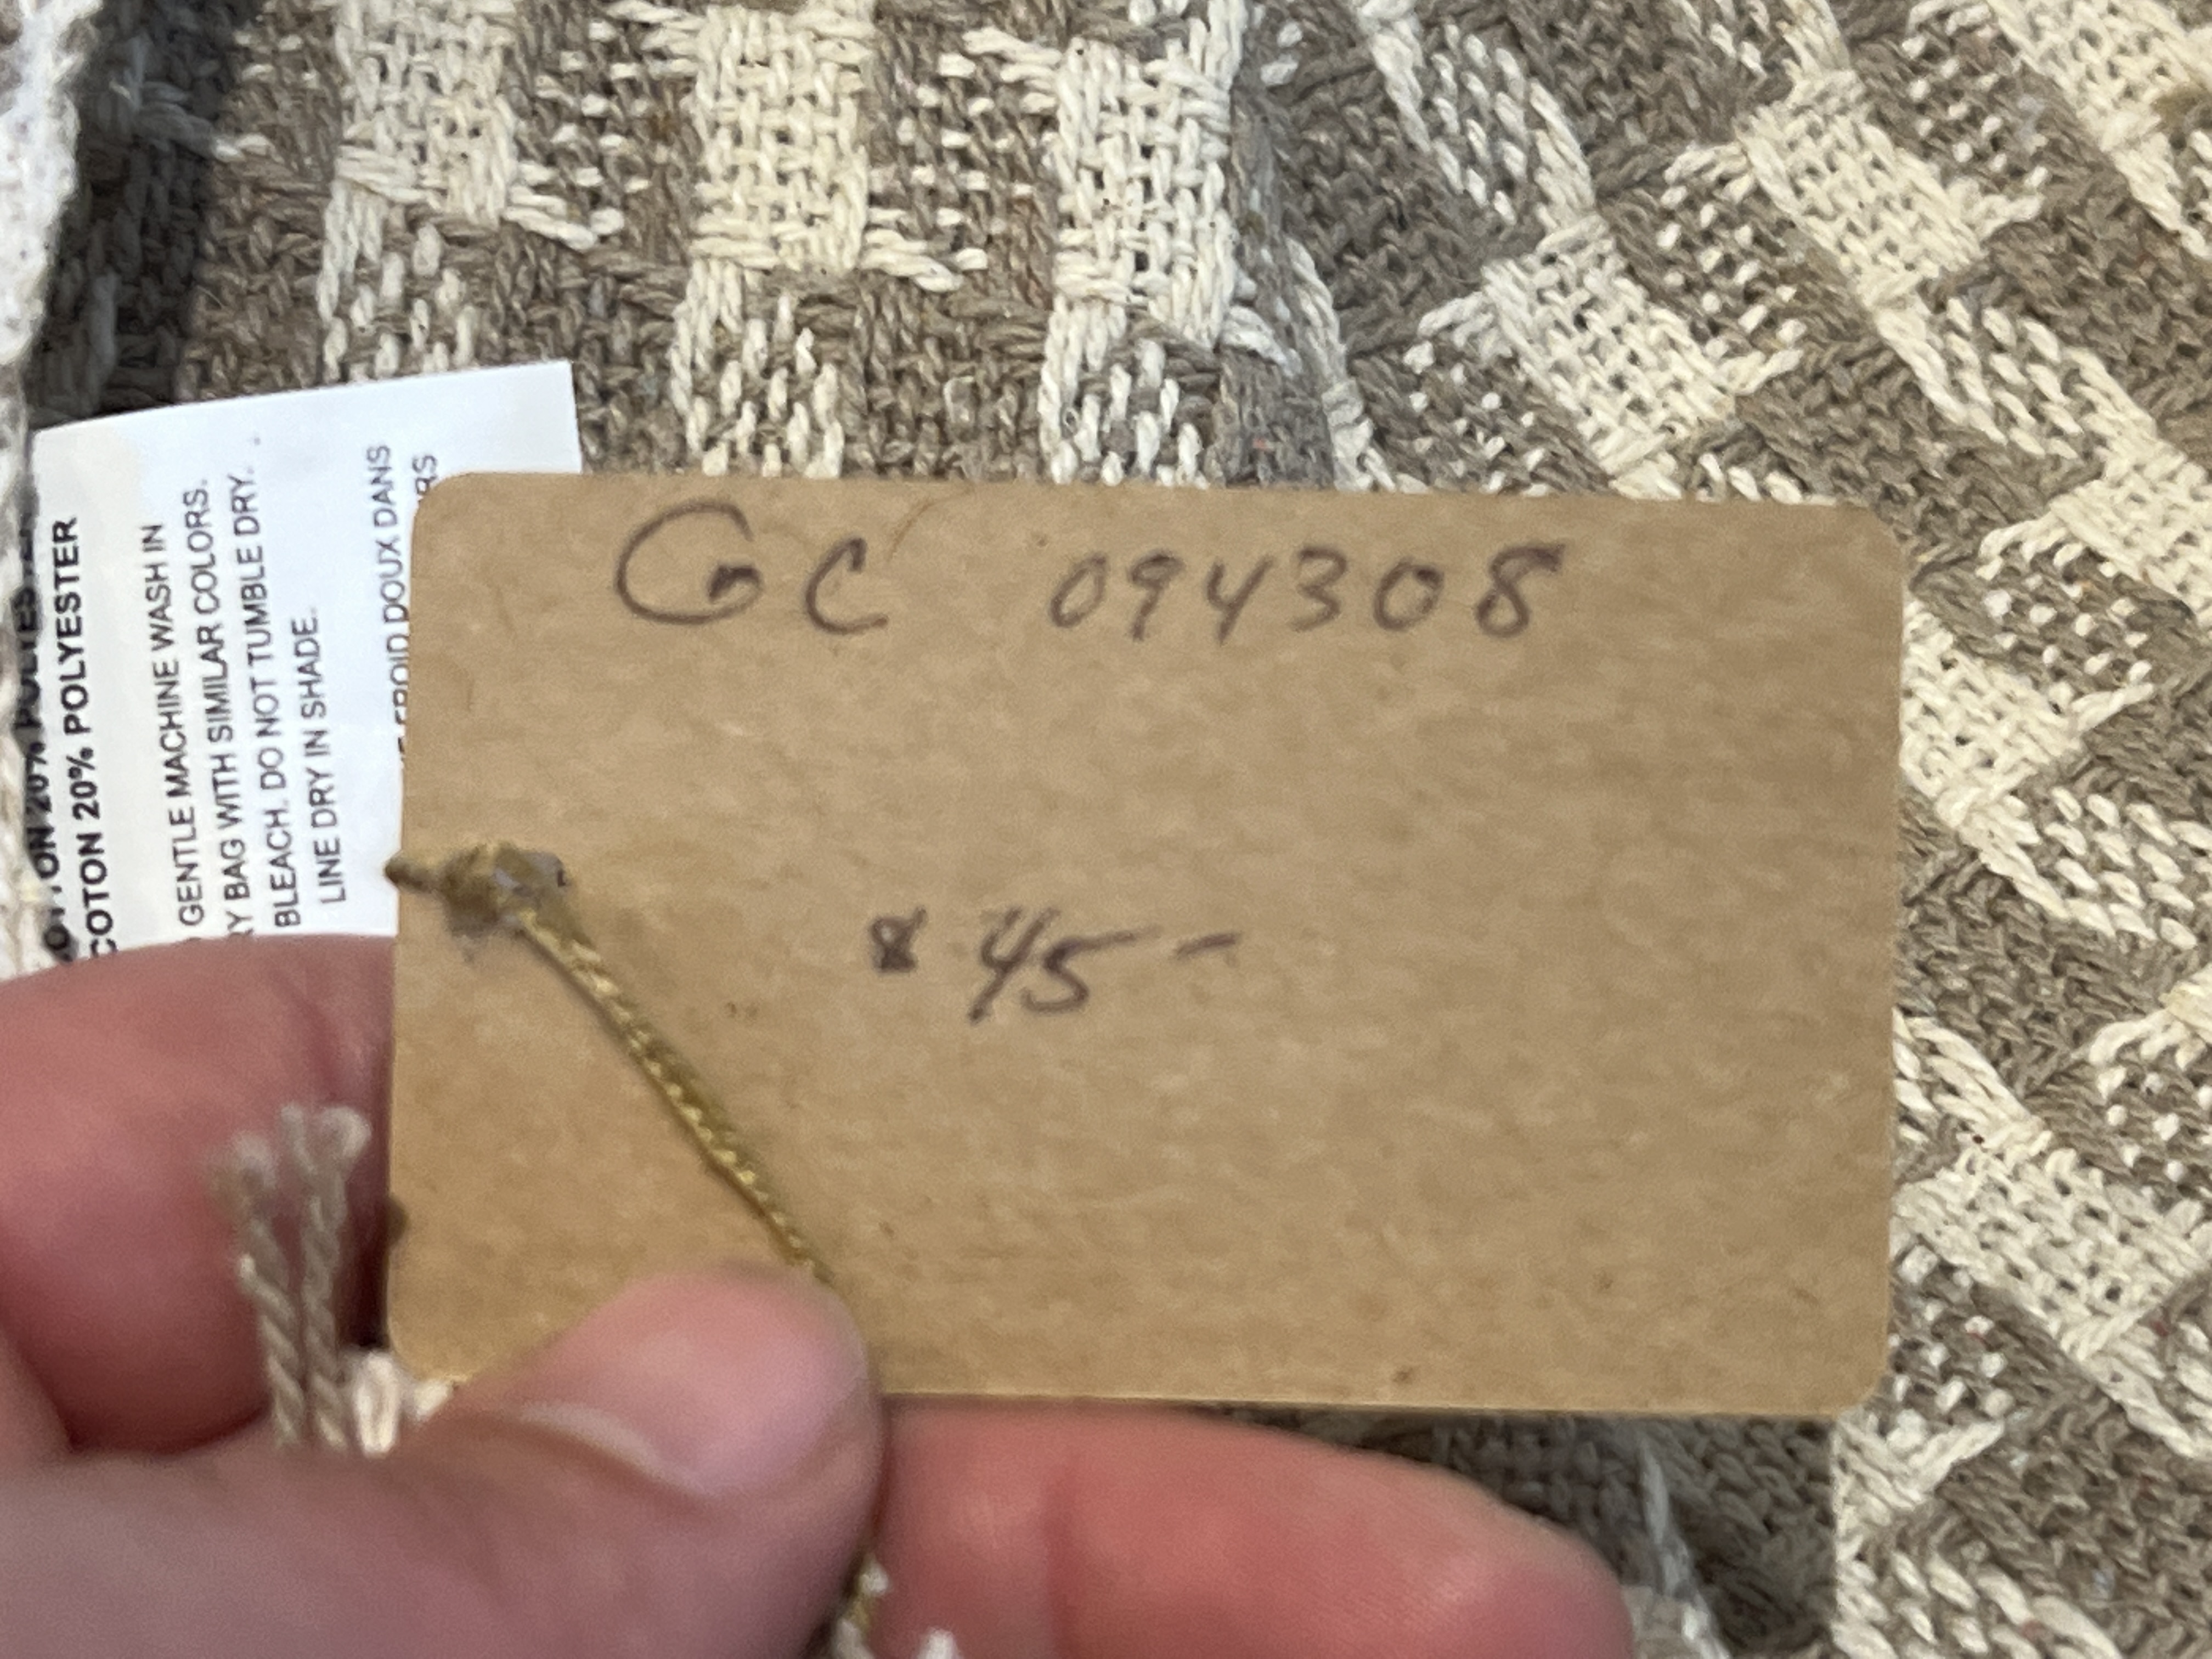 GC 094308
$45-
COTON 20% POLYESTER
GENTLE MACHINE WASH IN
BAG WITH SIMILAR COLORS.
BLEACH. DO NOT TUMBLE DRY.
LINE DRY IN SHADE.
FROID DOUX DANS